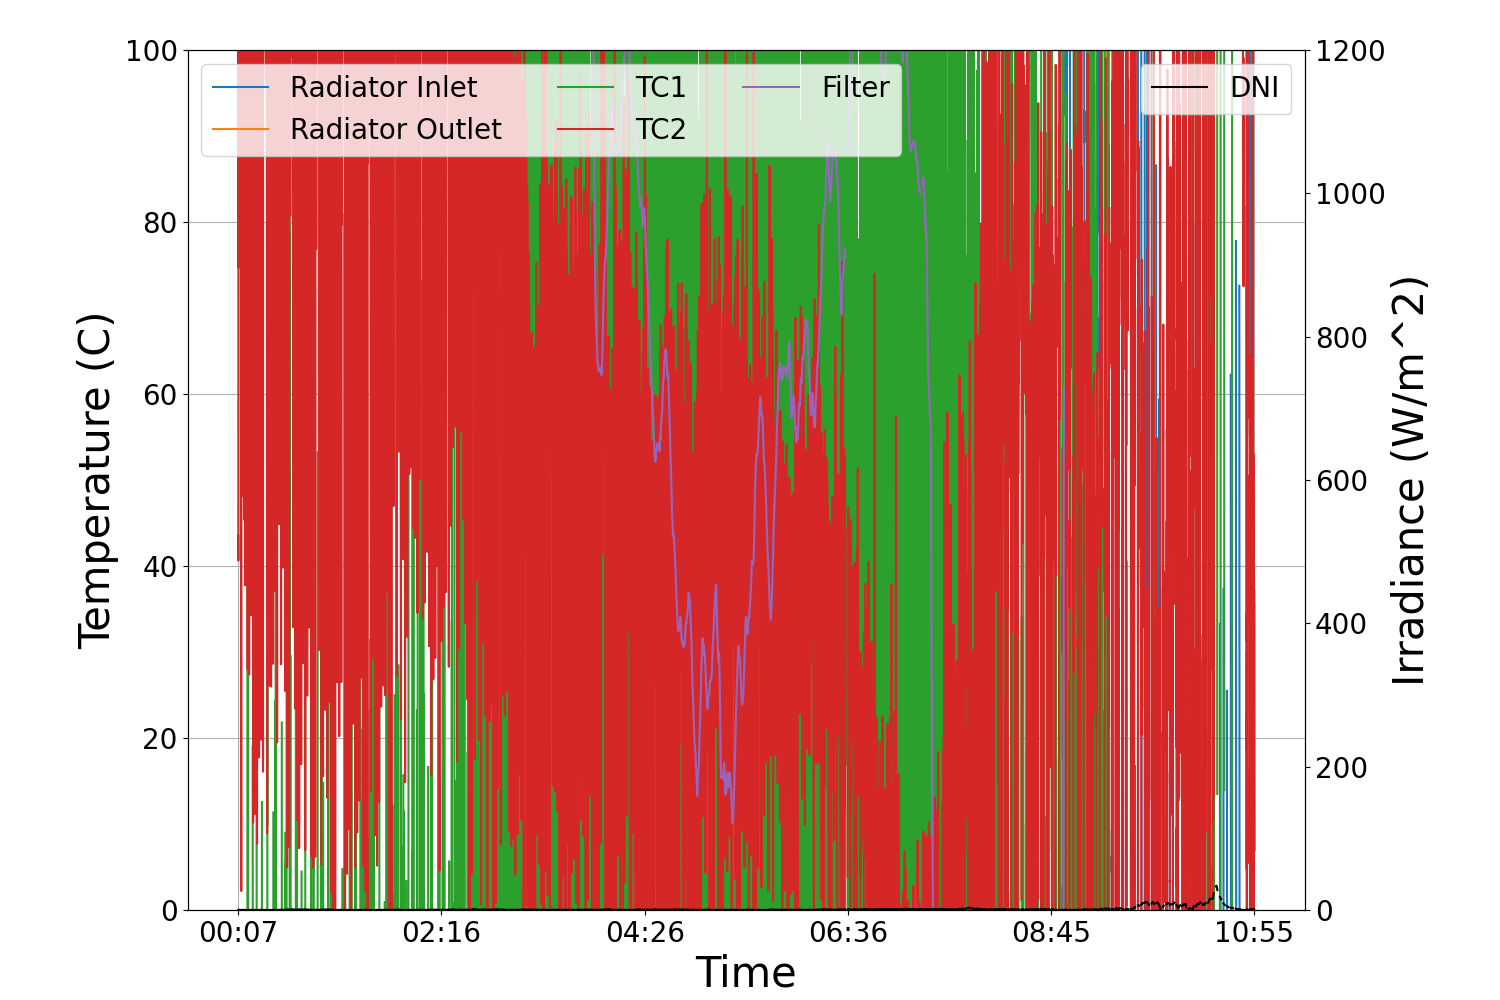 100
80
60
40
20
0
Temperature (C)
Radiator Inlet
Radiator Outlet
TC1
TC2
Filter
DNI
1200
1000
800
600
400
200
0
Irradiance (W/m^2)
00:07 02:16 04:26 06:36 08:45 10:55
Time